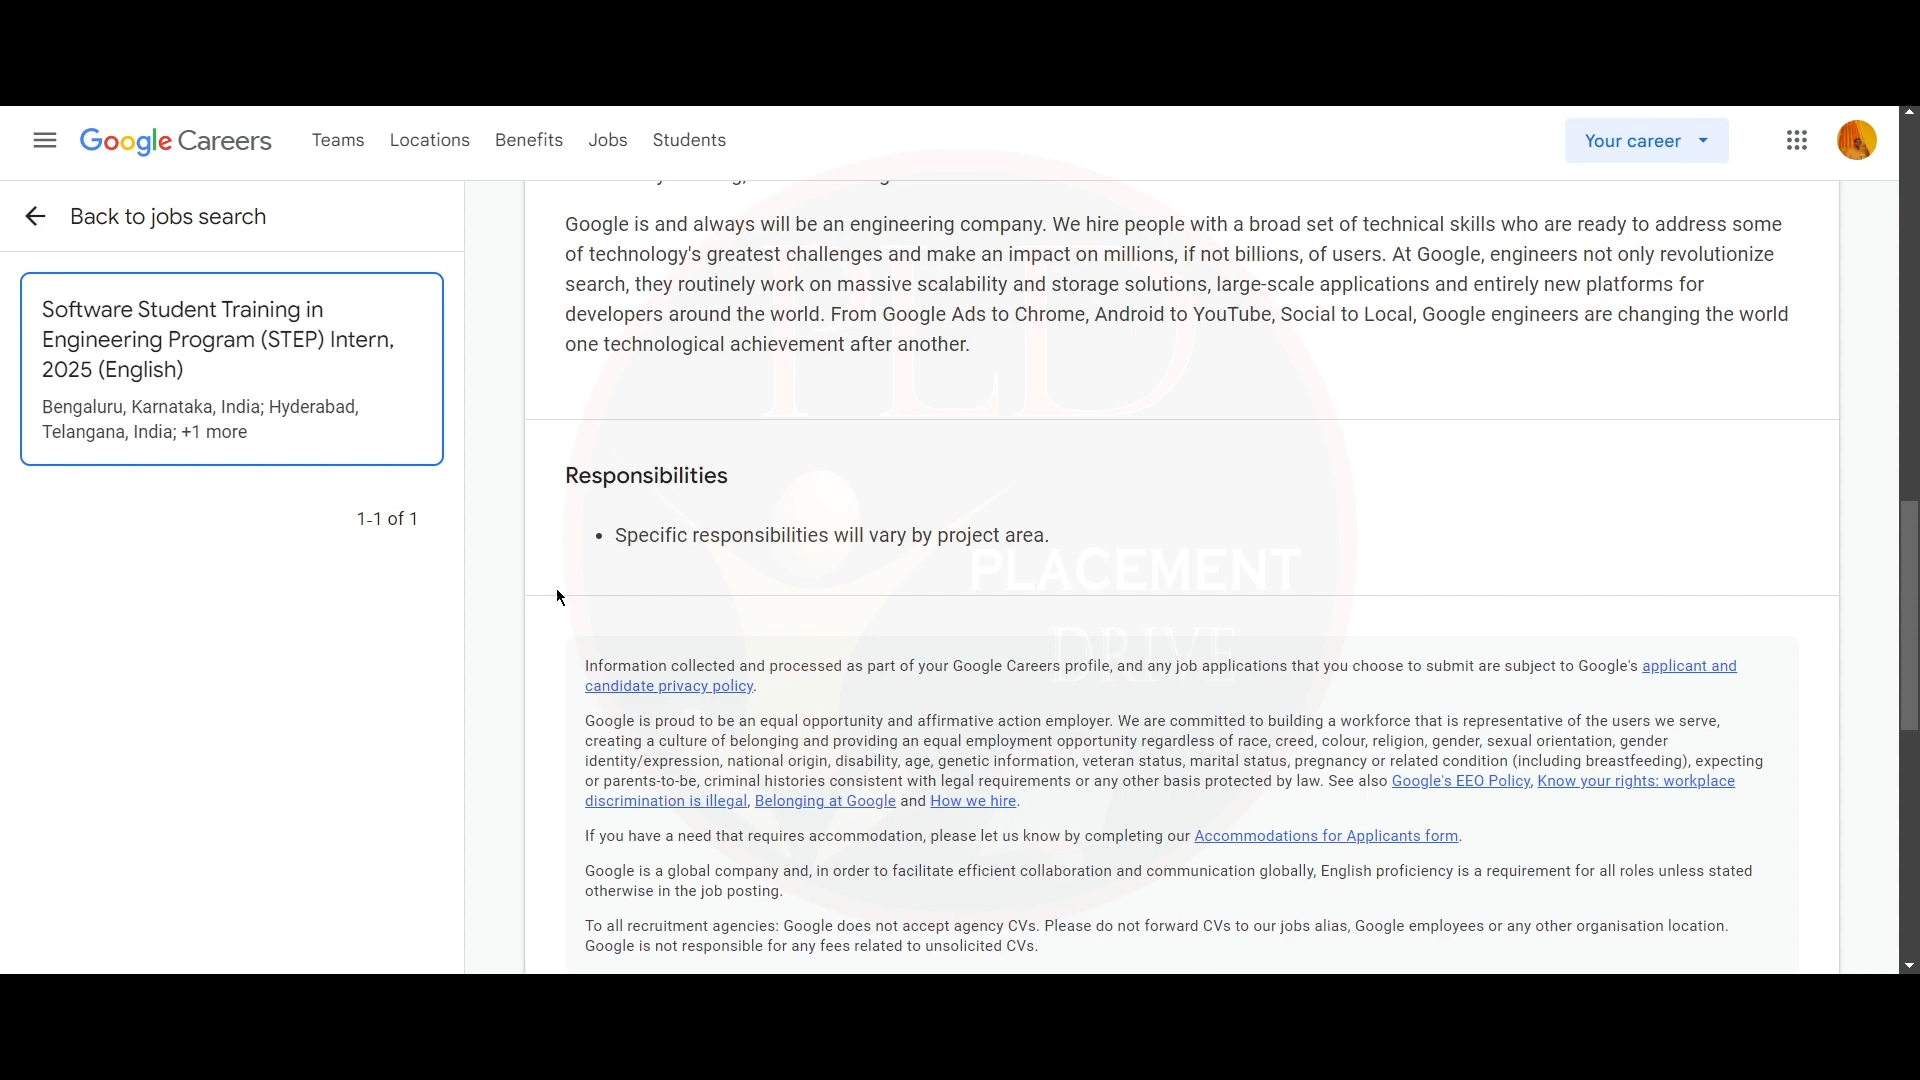 Google Careers
Teams
Locations
Benefits
Jobs
Students
Your career
Back to jobs search
Software Student Training in
Engineering Program (STEP) Intern,
2025 (English)
Bengaluru, Karnataka, India; Hyderabad,
Telangana, India; +1 more
1-1 of 1
Google is and always will be an engineering company. We hire people with a broad set of technical skills who are ready to address some
of technology's greatest challenges and make an impact on millions, if not billions, of users. At Google, engineers not only revolutionize
search, they routinely work on massive scalability and storage solutions, large-scale applications and entirely new platforms for
developers around the world. From Google Ads to Chrome, Android to YouTube, Social to Local, Google engineers are changing the world
one technological achievement after another.
PLD
Responsibilities
• Specific responsibilities will vary by project area.
PLACEMENT
DRIVE
Information collected and processed as part of your Google Careers profile, and any job applications that you choose to submit are subject to Google's applicant and
candidate privacy policy.
Google is proud to be an equal opportunity and affirmative action employer. We are committed to building a workforce that is representative of the users we serve,
creating a culture of belonging and providing an equal employment opportunity regardless of race, creed, colour, religion, gender, sexual orientation, gender
identity/expression, national origin, disability, age, genetic information, veteran status, marital status, pregnancy or related condition (including breastfeeding), expecting
or parents-to-be, criminal histories consistent with legal requirements or any other basis protected by law. See also Google's EEO Policy, Know your rights: workplace
discrimination is illegal, Belonging at Google and How we hire.
If you have a need that requires accommodation, please let us know by completing our Accommodations for Applicants form.
Google is a global company and, in order to facilitate efficient collaboration and communication globally, English proficiency is a requirement for all roles unless stated
otherwise in the job posting.
To all recruitment agencies: Google does not accept agency CVs. Please do not forward CVs to our jobs alias, Google employees or any other organisation location.
Google is not responsible for any fees related to unsolicited CVs.